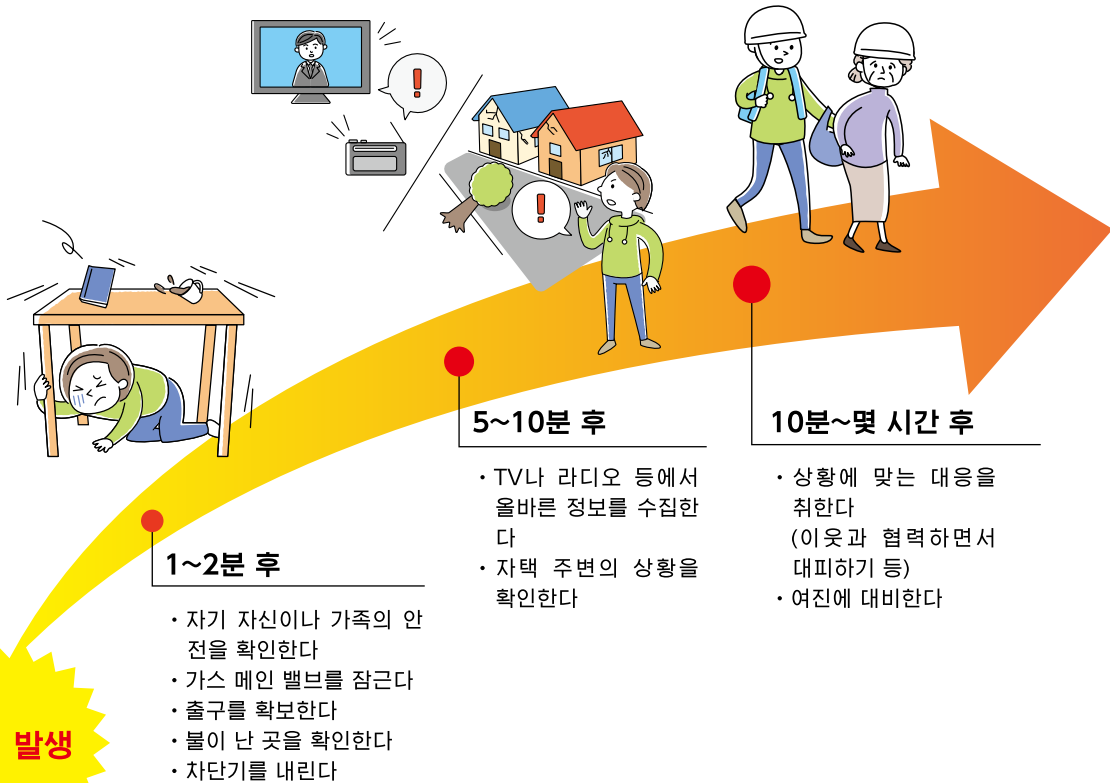 발생
1~2분 후
・자기 자신이나 가족의 안
전을 확인한다
・가스 메인 밸브를 잠근다
・출구를 확보한다
・불이 난 곳을 확인한다
・차단기를 내린다
5~10분 후
・TV나 라디오 등에서
올바른 정보를 수집한
다
・자택 주변의 상황을
확인한다
10분~몇 시간 후
・상황에 맞는 대응을
취한다
(이웃과 협력하면서
대피하기 등)
・여진에 대비한다
!
!